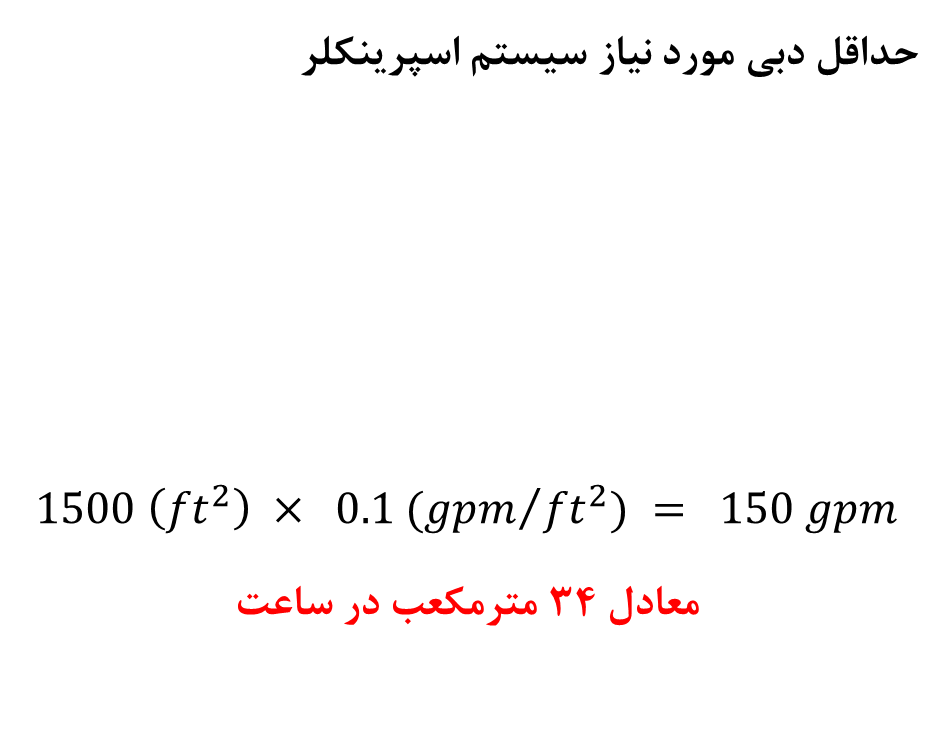 حداقل دبی مورد نیاز سیستم اسپرینکلر
1500 (ft²) × 0.1 (gpm/ft²) = 150 gpm
معادل ۳۴ مترمکعب در ساعت